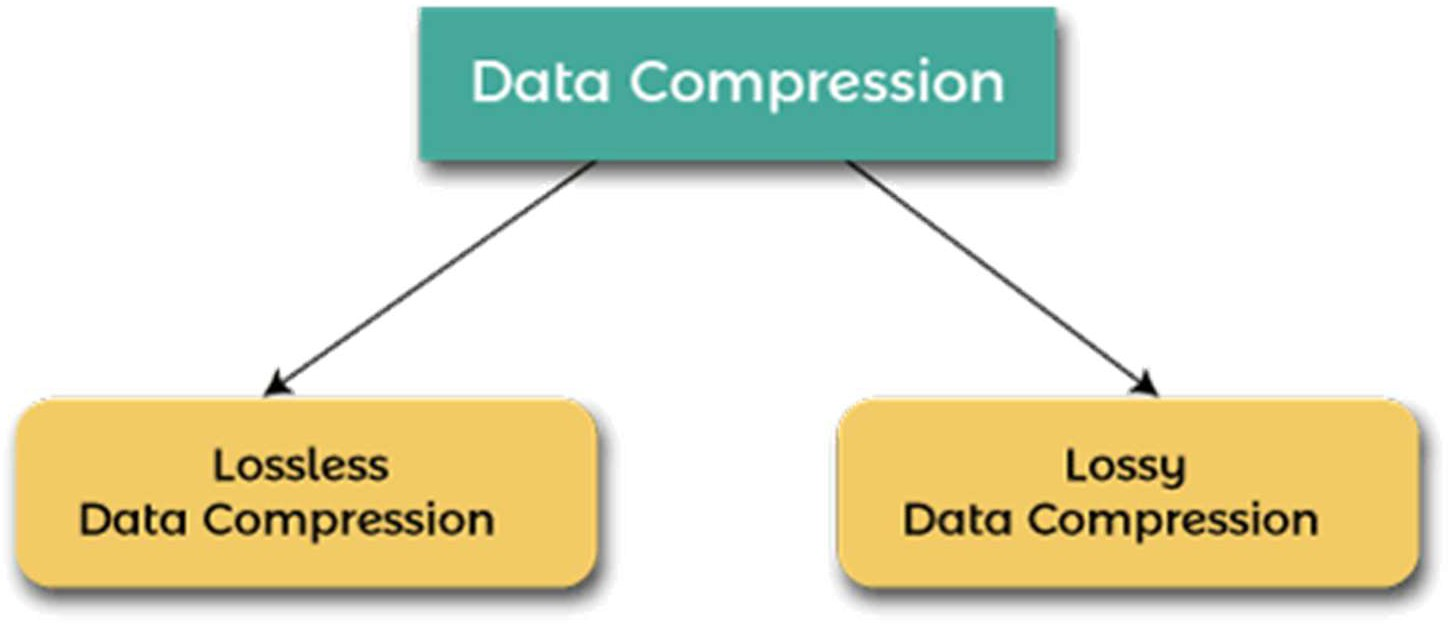 Data Compression
Lossless
Data Compression
Lossy
Data Compression